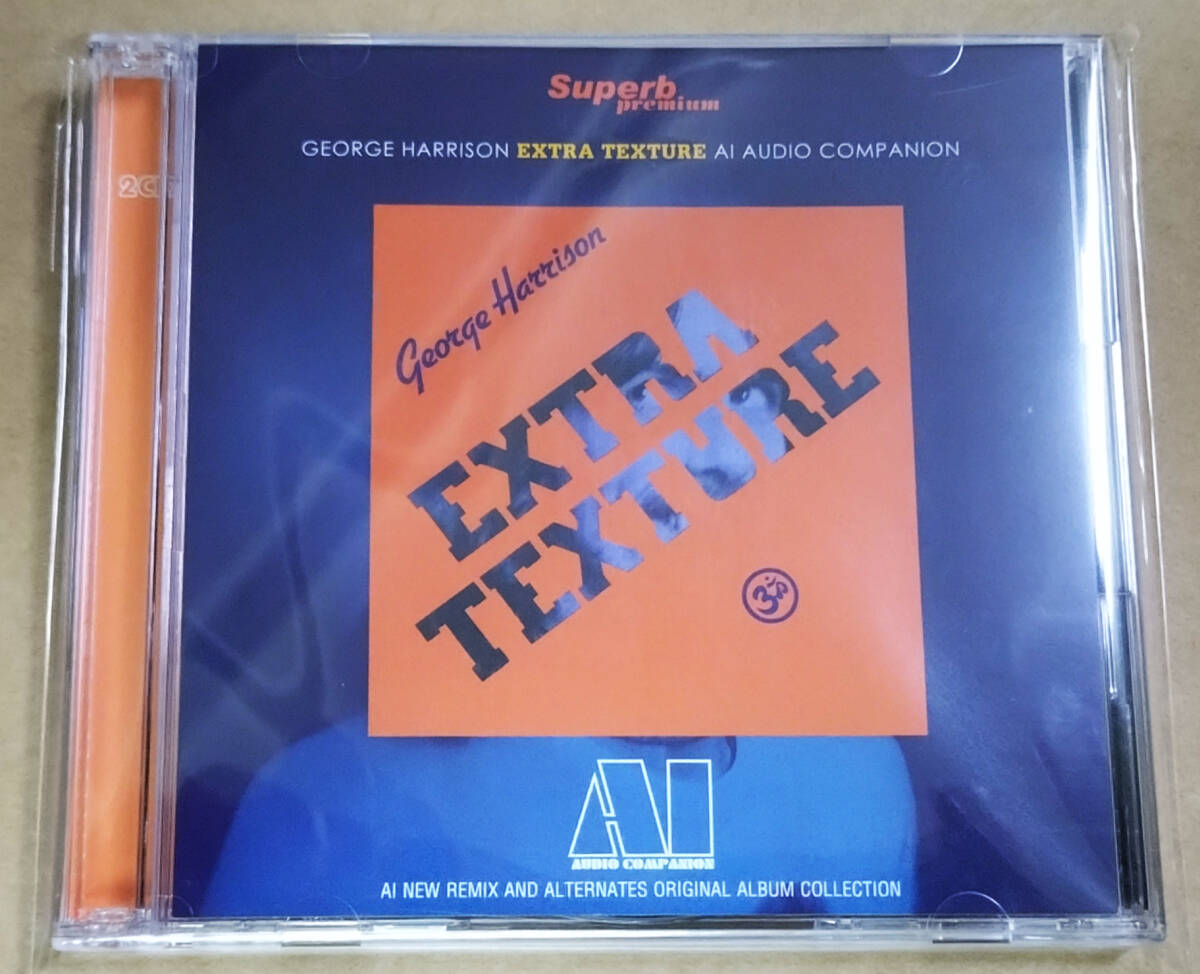 Superb
premium
GEORGE HARRISON EXTRA TEXTURE AI AUDIO COMPANION
2CD
George Harrison
EXTRA
TEXTURE
ॐ
AI
AUDIO COMPANION
AI NEW REMIX AND ALTERNATES ORIGINAL ALBUM COLLECTION